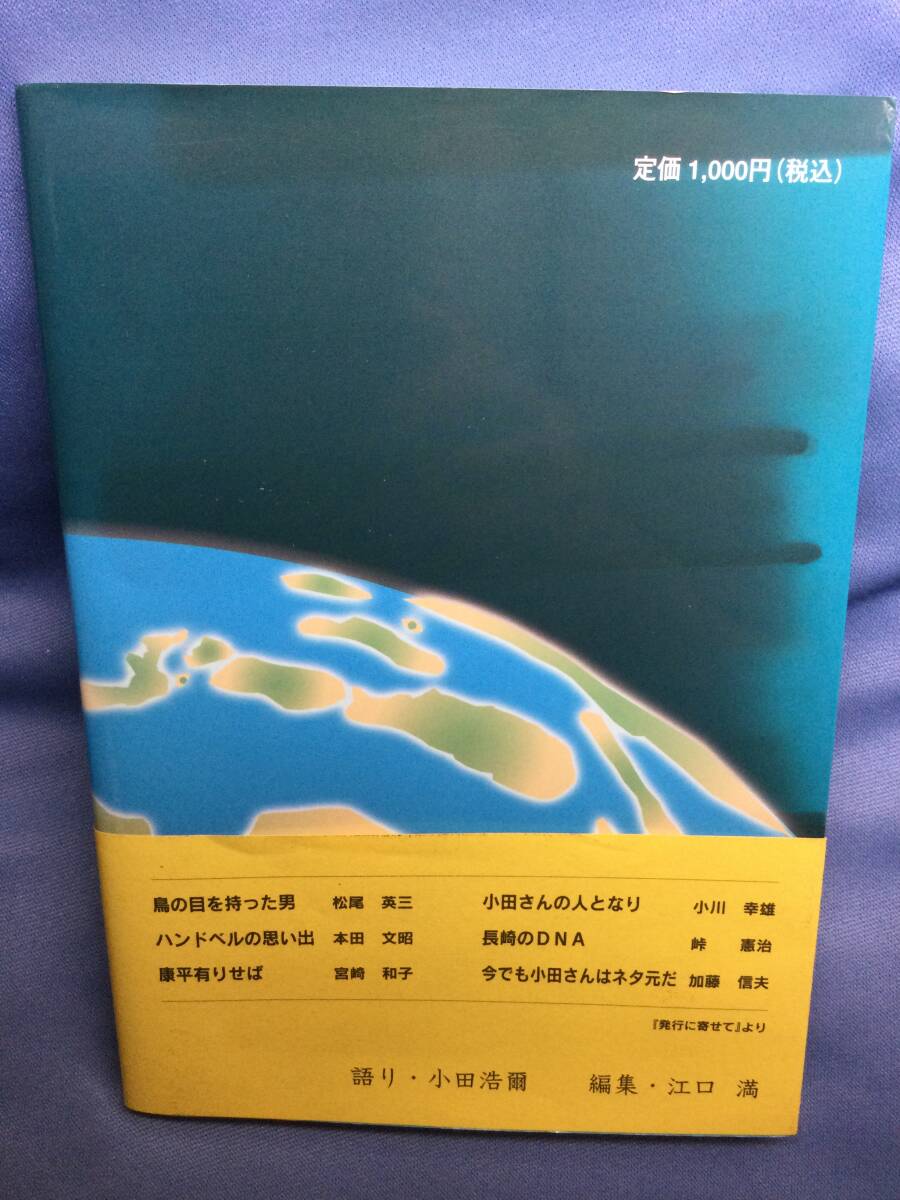 定価 1,000円(税込)
鳥の目を持った男 松尾 英三
ハンドベルの思い出 本田 文昭
康平有りせば 宮崎 和子
小田さんの人となり 小川 幸雄
長崎のDNA 峠 憲治
今でも小田さんはネタ元だ 加藤 信夫
『発行に寄せて』より
語り・小田浩爾 編集・江口 満